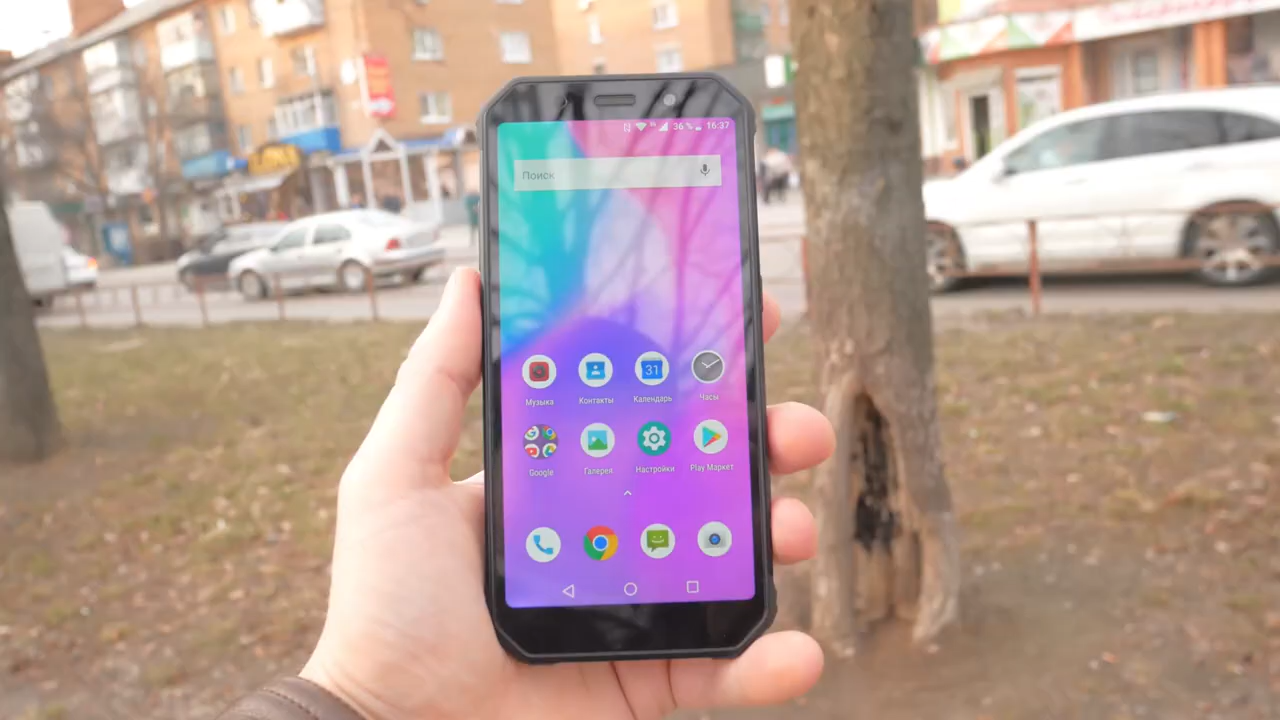 36 % 16:37
Поиск
31
Музыка Контакты Календарь Часы
Google Галерея Настройки Play Маркет